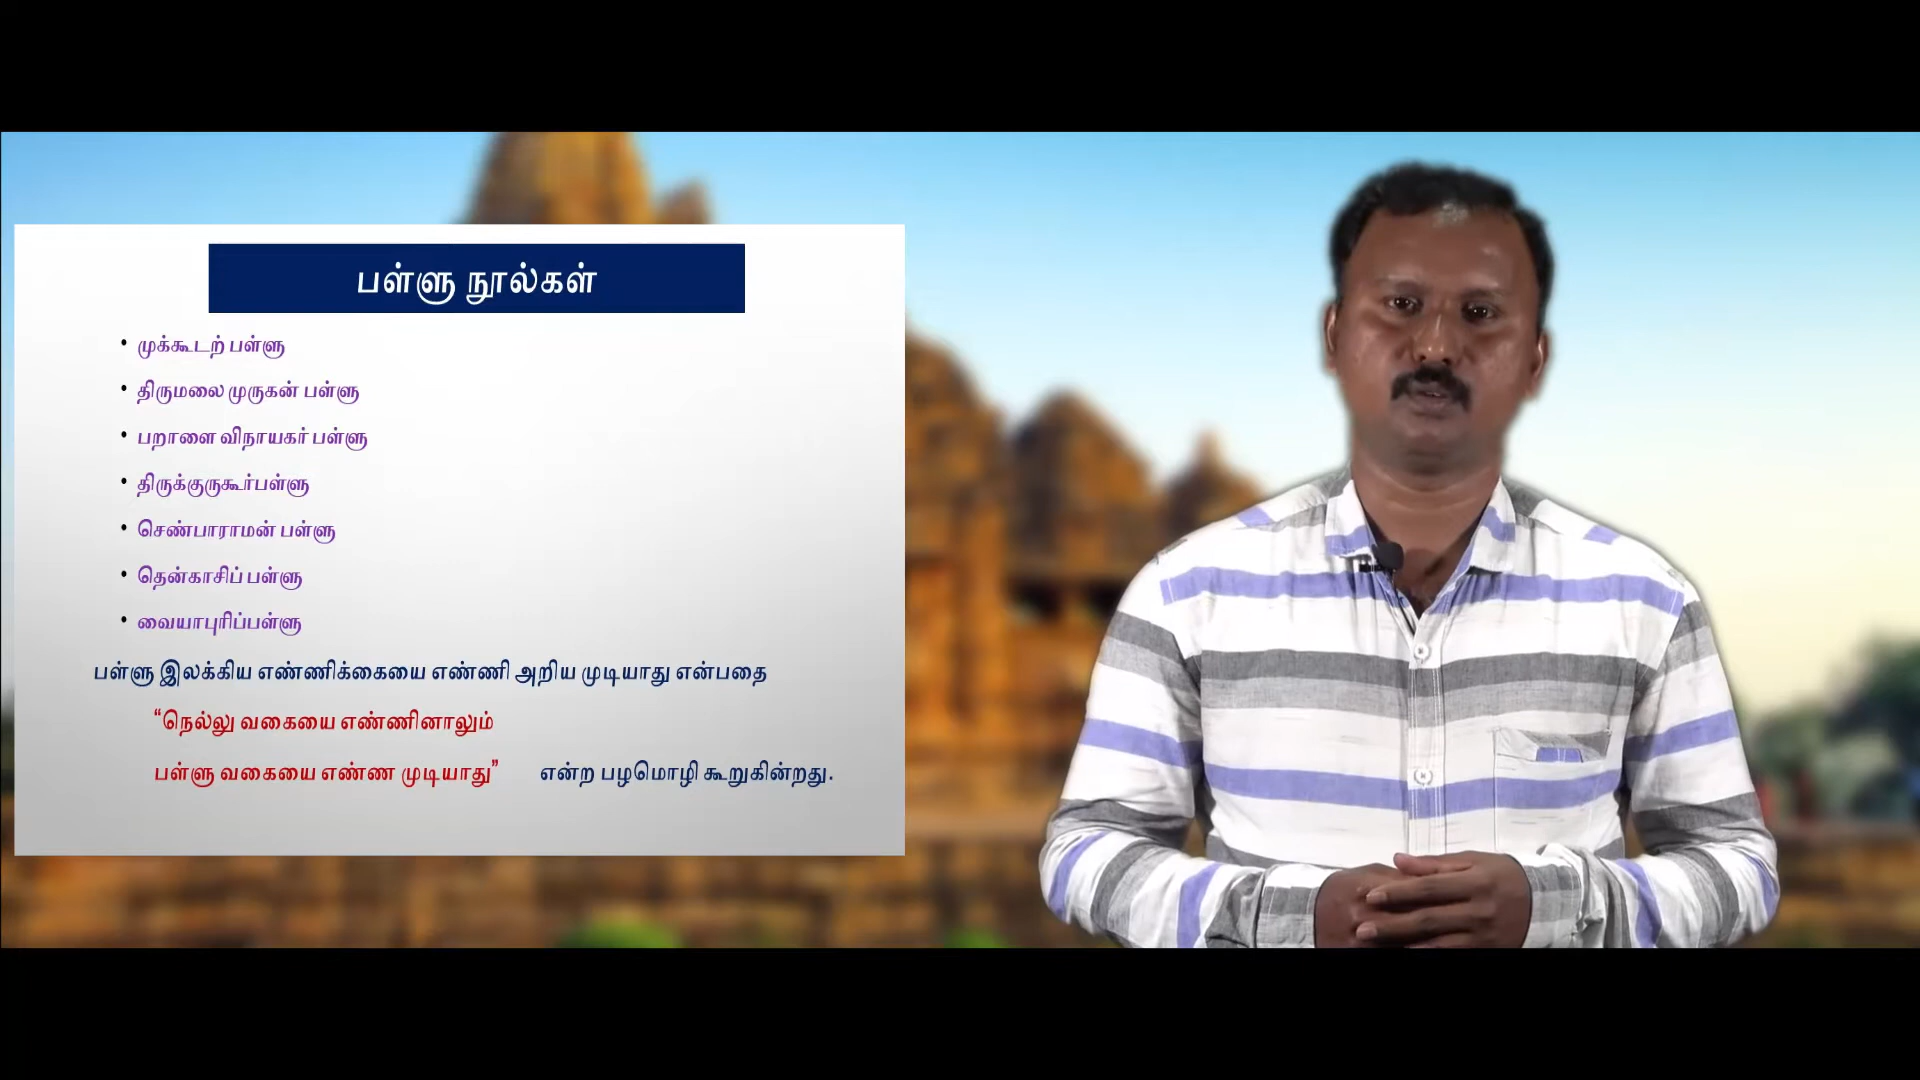 பள்ளு நூல்கள்
• முக்கூடற் பள்ளு
• திருமலை முருகன் பள்ளு
• பறாளை விநாயகர் பள்ளு
• திருக்குருகூர்பள்ளு
• செண்பாராமன் பள்ளு
• தென்காசிப் பள்ளு
• வையாபுரிப்பள்ளு
பள்ளு இலக்கிய எண்ணிக்கையை எண்ணி அறிய முடியாது என்பதை
“நெல்லு வகையை எண்ணினாலும்
பள்ளு வகையை எண்ண முடியாது” என்ற பழமொழி கூறுகின்றது.